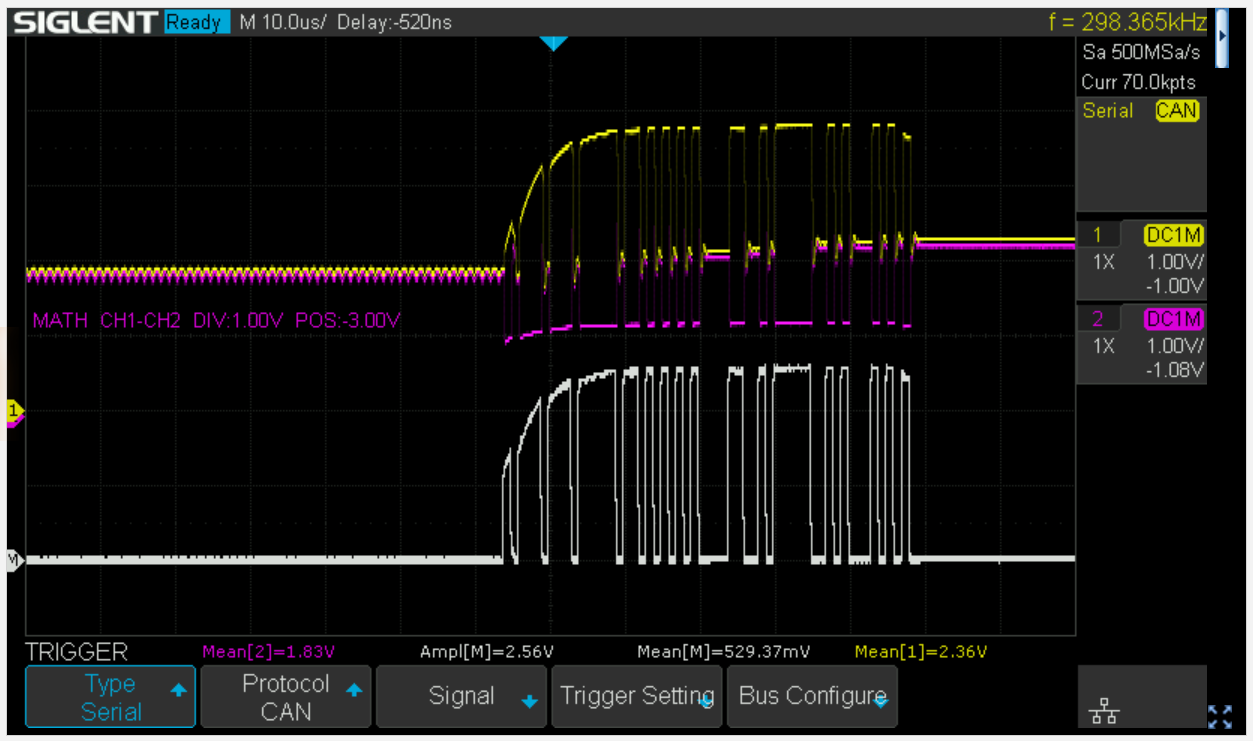 SIGLENT Ready M 10.0us/ Delay:-520ns f = 298.365kHz
Sa 500MSa/s
Curr 70.0kpts
Serial CAN
1 DC1M
1X 1.00V/
-1.00V
MATH CH1-CH2 DIV:1.00V POS:-3.00V
2 DC1M
1X 1.00V/
-1.08V
1
M
TRIGGER Mean[2]=1.83V Ampl[M]=2.56V Mean[M]=529.37mV Mean[1]=2.36V
Type
Serial
Protocol
CAN
Signal
Trigger Setting
Bus Configure